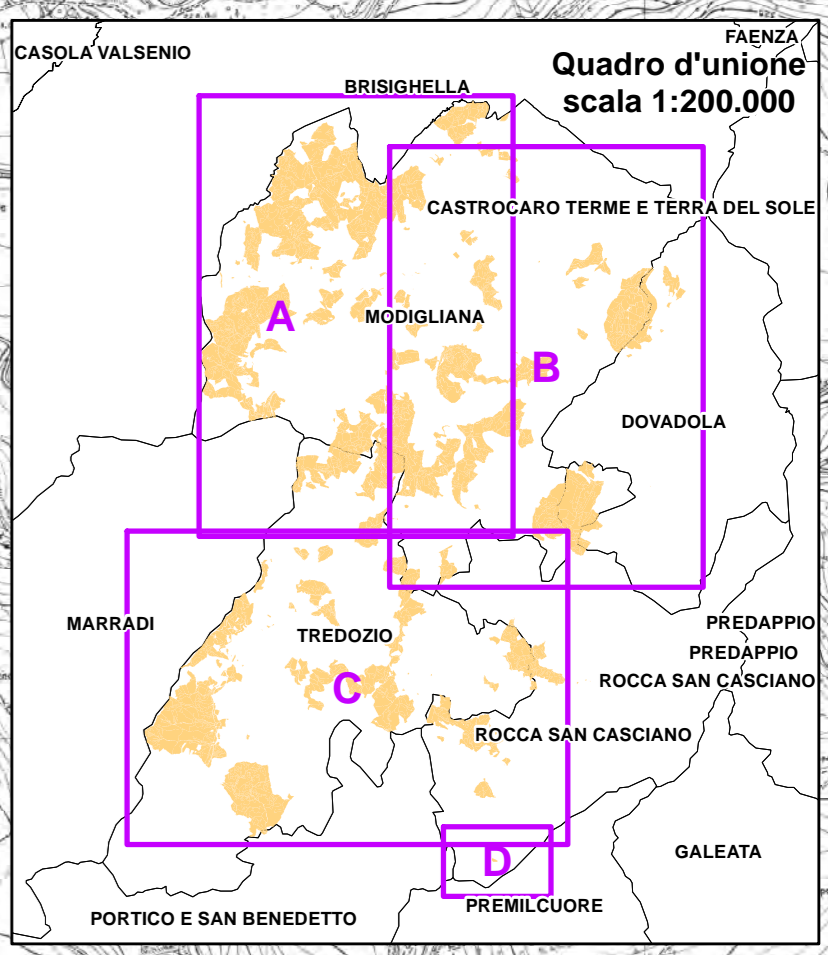 FAENZA
CASOLA VALSENIO
Quadro d'unione
scala 1:200.000
BRISIGHELLA
CASTROCARO TERME E TERRA DEL SOLE
A
MODIGLIANA
B
DOVADOLA
MARRADI
TREDOZIO
PREDAPPIO
PREDAPPIO
ROCCA SAN CASCIANO
C
ROCCA SAN CASCIANO
D
GALEATA
PREMILCUORE
PORTICO E SAN BENEDETTO